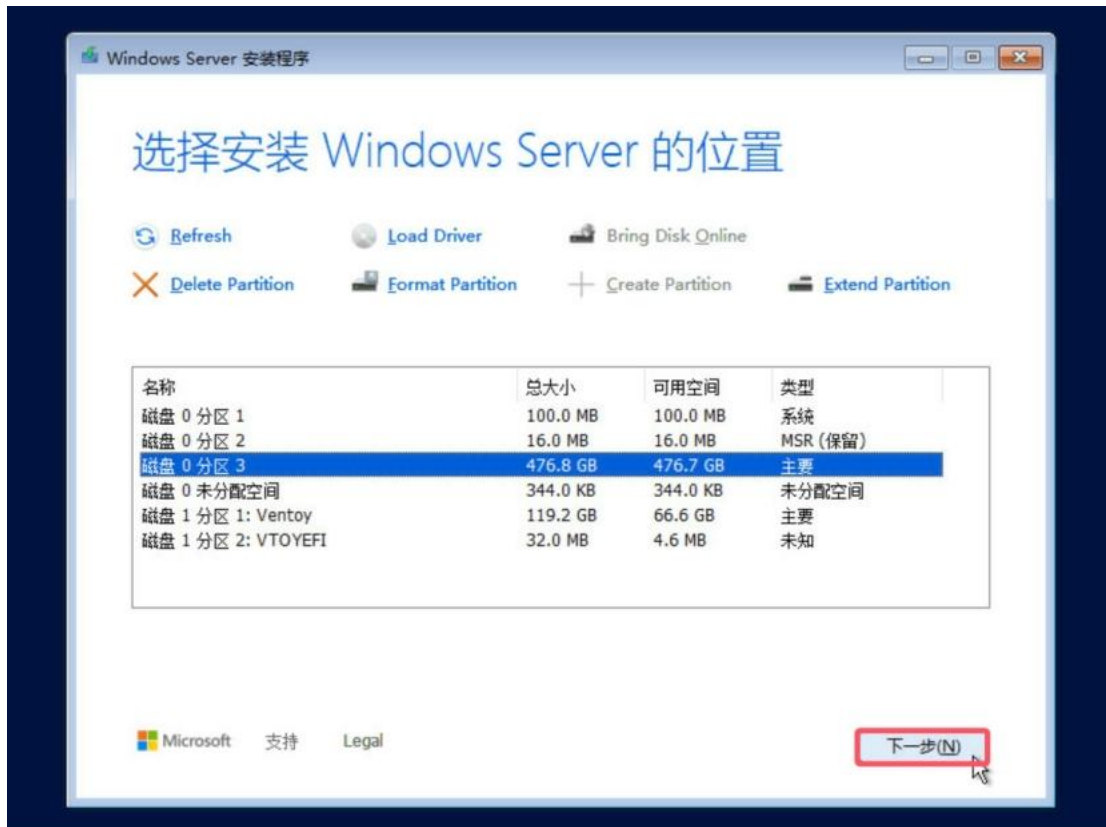 Windows Server 安装程序
选择安装 Windows Server 的位置
Refresh Load Driver Bring Disk Online
Delete Partition Format Partition Create Partition Extend Partition
名称 总大小 可用空间 类型
磁盘 0 分区 1 100.0 MB 100.0 MB 系统
磁盘 0 分区 2 16.0 MB 16.0 MB MSR (保留)
磁盘 0 分区 3 476.8 GB 476.7 GB 主要
磁盘 0 未分配空间 344.0 KB 344.0 KB 未分配空间
磁盘 1 分区 1: Ventoy 119.2 GB 66.6 GB 主要
磁盘 1 分区 2: VTOYEFI 32.0 MB 4.6 MB 未知
Microsoft 支持 Legal 下一步(N)